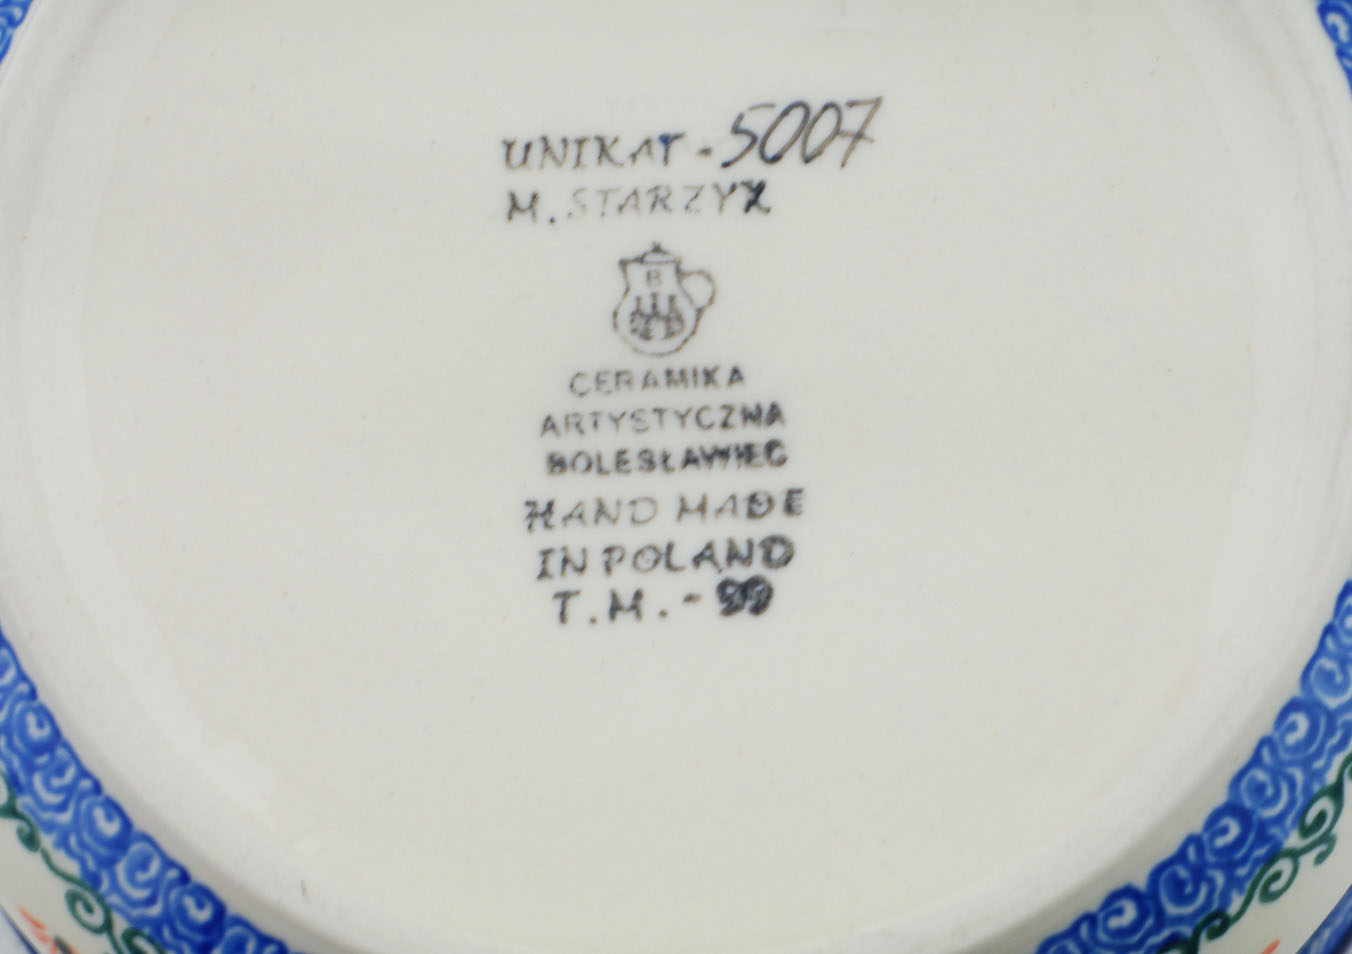 UNIKAT - 5007
M. STARZYK
B
CERAMIKA
ARTYSTYCZNA
BOLESŁAWIEC
HAND MADE
IN POLAND
T.M. - 99